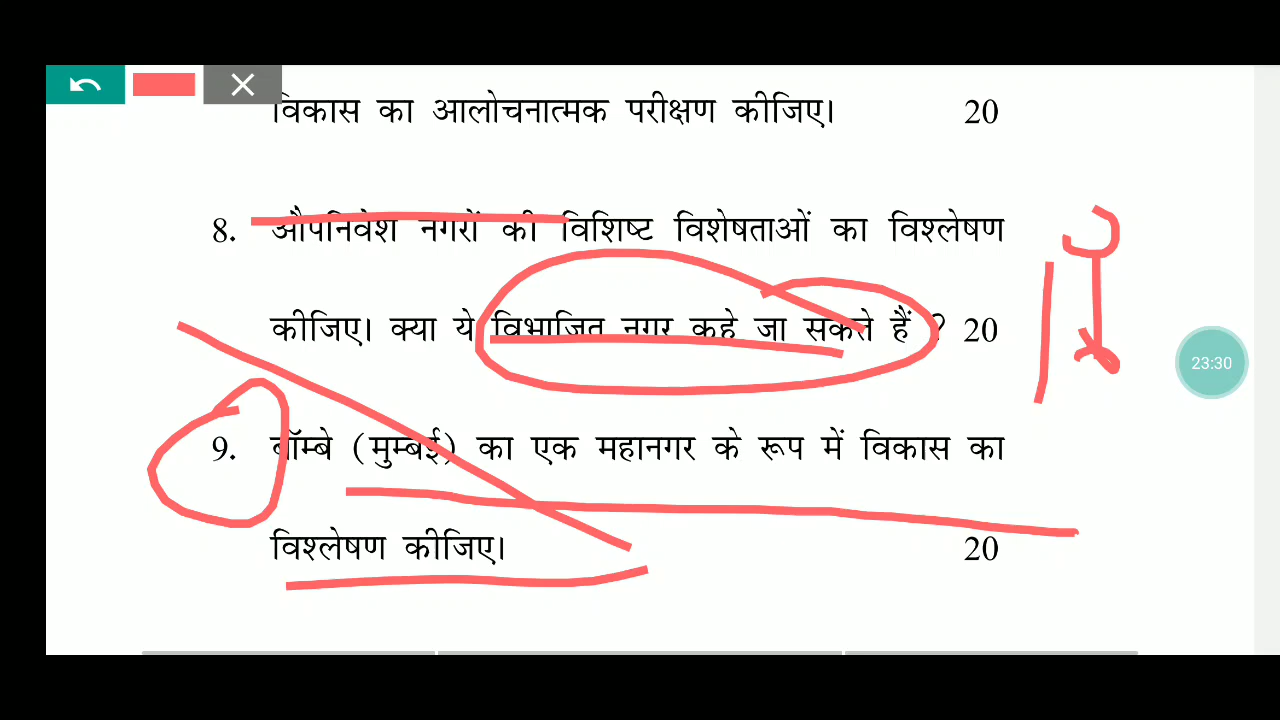 विकास का आलोचनात्मक परीक्षण कीजिए। 20
8. औपनिवेश नगरों की विशिष्ट विशेषताओं का विश्लेषण
कीजिए। क्या ये विभाजित नगर कहे जा सकते हैं ? 20
9. बॉम्बे (मुम्बई) का एक महानगर के रूप में विकास का
विश्लेषण कीजिए। 20
23:30